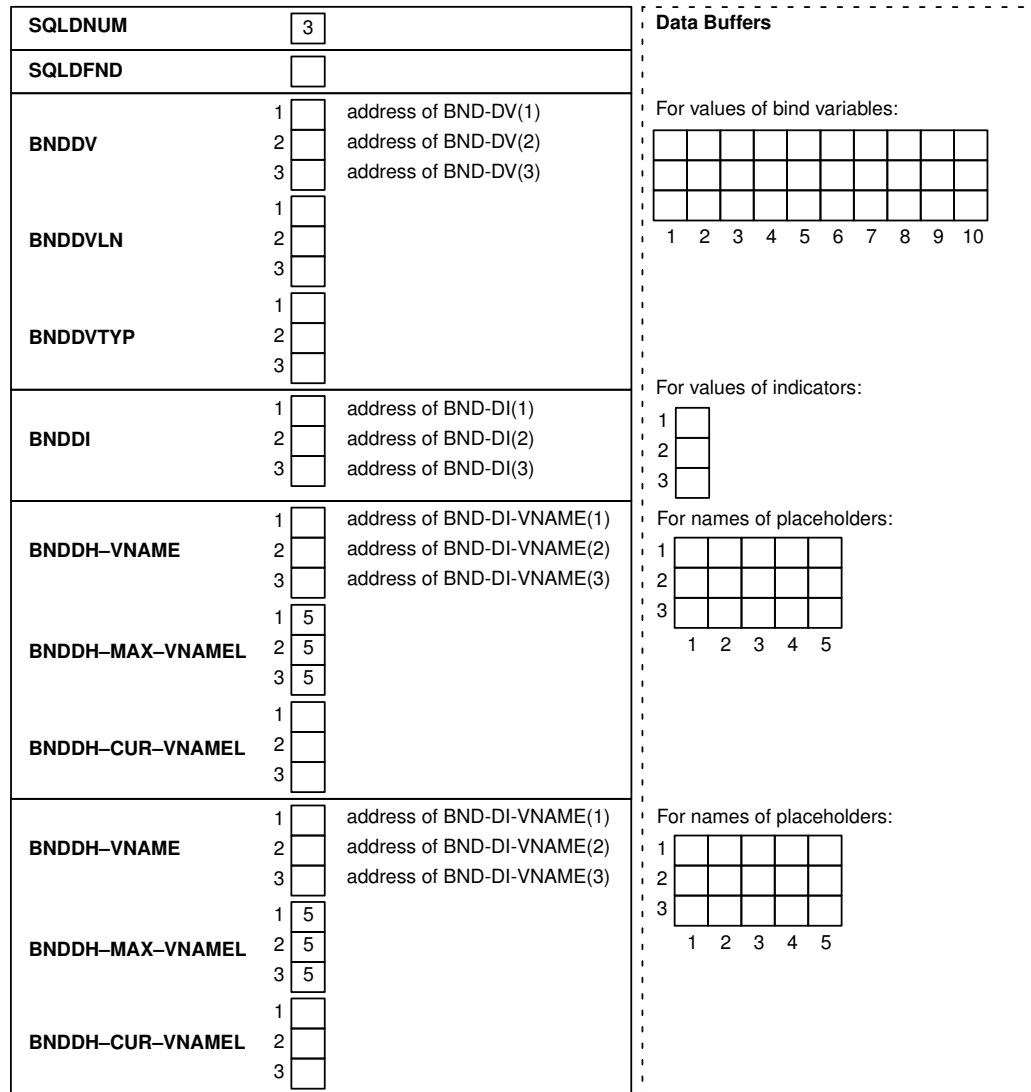 SQLDNUM 3
Data Buffers
SQLDFND
BNDDV
1 address of BND-DV(1)
2 address of BND-DV(2)
3 address of BND-DV(3)
For values of bind variables:
1 2 3 4 5 6 7 8 9 10
BNDDVLN
1
2
3
BNDDVTYP
1
2
3
BNDDI
1 address of BND-DI(1)
2 address of BND-DI(2)
3 address of BND-DI(3)
For values of indicators:
1
2
3
BNDDH–VNAME
1 address of BND-DI-VNAME(1)
2 address of BND-DI-VNAME(2)
3 address of BND-DI-VNAME(3)
For names of placeholders:
1
2
3
1 2 3 4 5
BNDDH–MAX–VNAMEL
1 5
2 5
3 5
BNDDH–CUR–VNAMEL
1
2
3
BNDDH–VNAME
1 address of BND-DI-VNAME(1)
2 address of BND-DI-VNAME(2)
3 address of BND-DI-VNAME(3)
For names of placeholders:
1
2
3
1 2 3 4 5
BNDDH–MAX–VNAMEL
1 5
2 5
3 5
BNDDH–CUR–VNAMEL
1
2
3